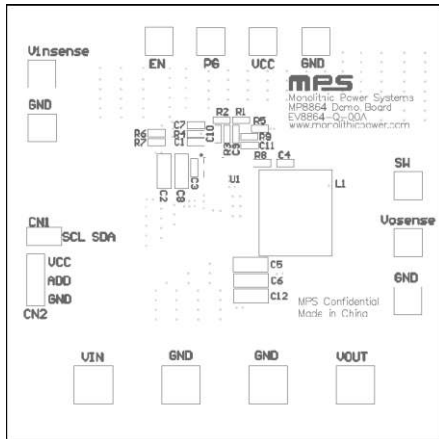 Vinsense
GND
EN PG VCC GND
MPS
Monolithic Power Systems
MP8864 Demo. Board
EV8864-Q-00A
www.monolithicpower.com
R2 R1
C7 R5
R6 R4 C10 R9
R7 C1 R3 C9 C11
R8 C4
C2 C8 C3
U1
L1
SW
CN1
SCL SDA
Vosense
VCC
ADD
GND
CN2
C5
C6
C12
GND
MPS Confidential
Made in China
VIN GND GND VOUT